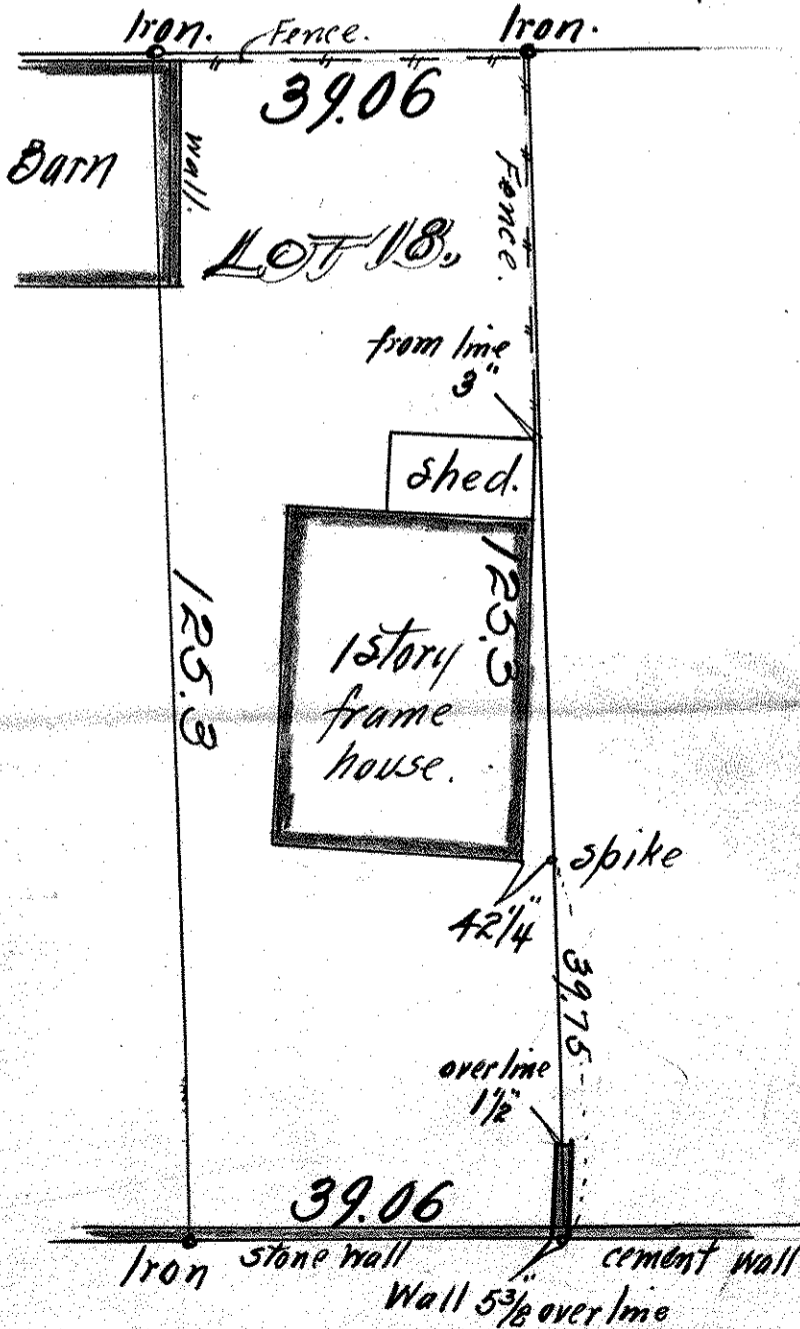 Iron. Fence. Iron.
39.06
Barn
Wall.
Fence.
LOT 18.
from line
3"
shed.
125.3
125.3
1 story
frame
house.
spike
42 1/4"
39.75
over line
1 1/2"
39.06
Iron
stone wall
cement wall
Wall 5 3/8" over line